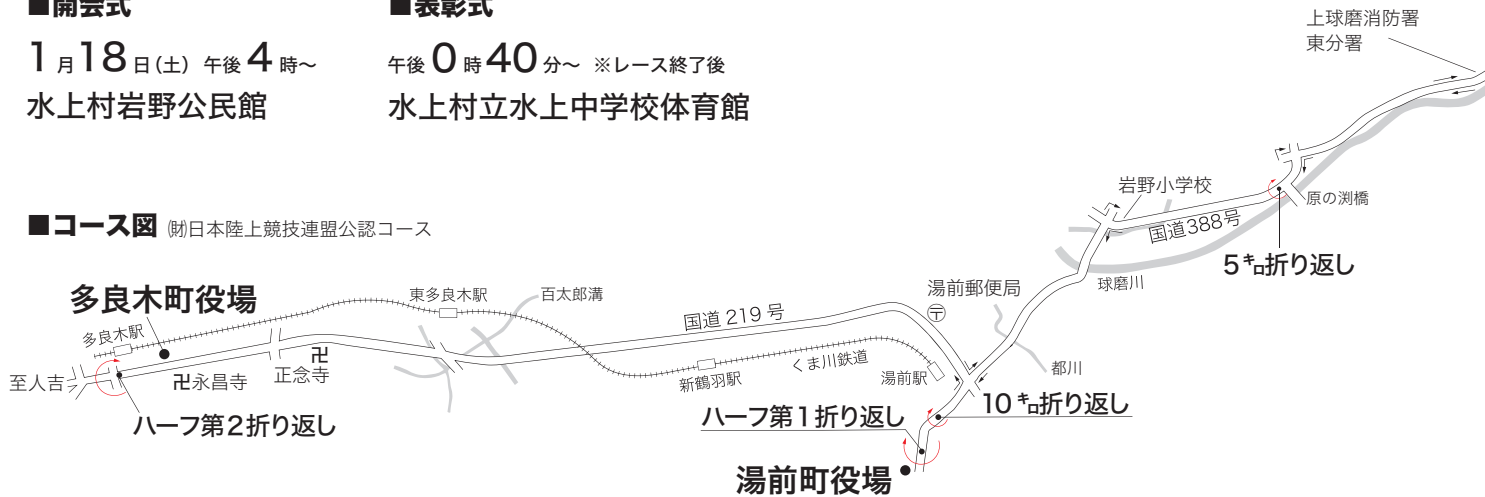 ■開会式
1月18日(土) 午後4時～
水上村岩野公民館
■表彰式
午後0時40分～ ※レース終了後
水上村立水上中学校体育館
上球磨消防署
東分署
岩野小学校
原の渕橋
国道388号
5㌔折り返し
球磨川
■コース図 ㈶日本陸上競技連盟公認コース
多良木町役場
東多良木駅
百太郎溝
湯前郵便局
〒
国道219号
多良木駅
卍
正念寺
卍永昌寺
至人吉
くま川鉄道
新鶴羽駅
湯前駅
都川
ハーフ第2折り返し
ハーフ第1折り返し
10㌔折り返し
湯前町役場